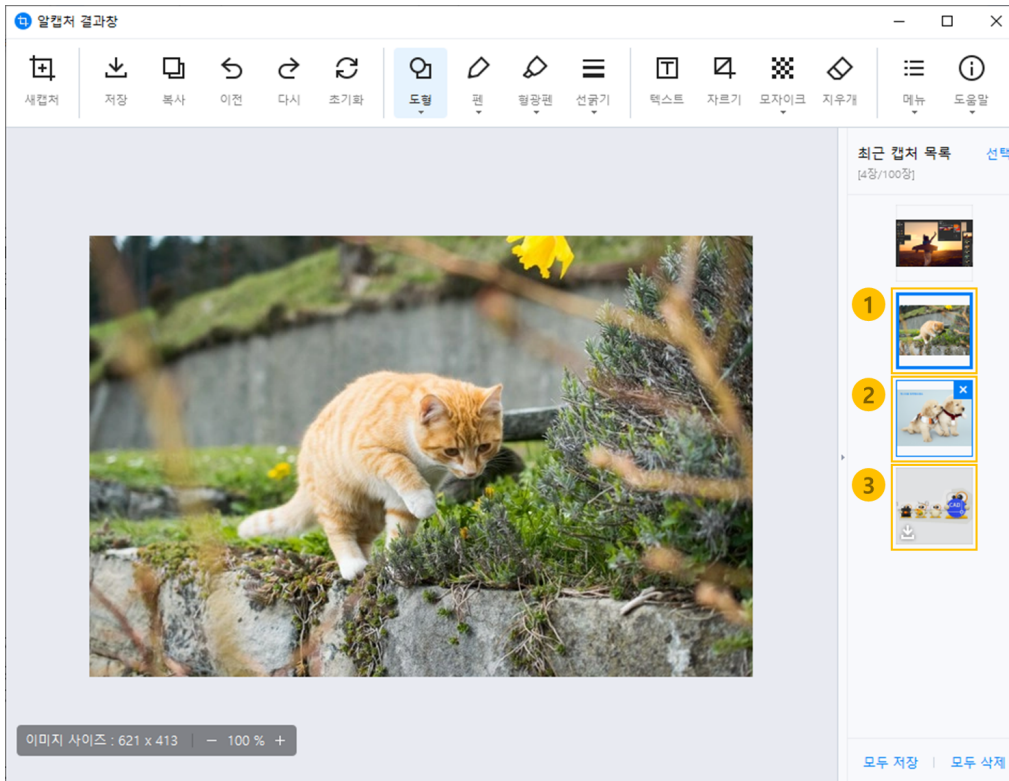 알캡처 결과창
새캡처 저장 복사 이전 다시 초기화 도형 펜 형광펜 선굵기 텍스트 자르기 모자이크 지우개 메뉴 도움말
최근 캡처 목록 선택
[4장/100장]
1
2
3
CAD
이미지 사이즈 : 621 x 413 − 100 % +
모두 저장 | 모두 삭제